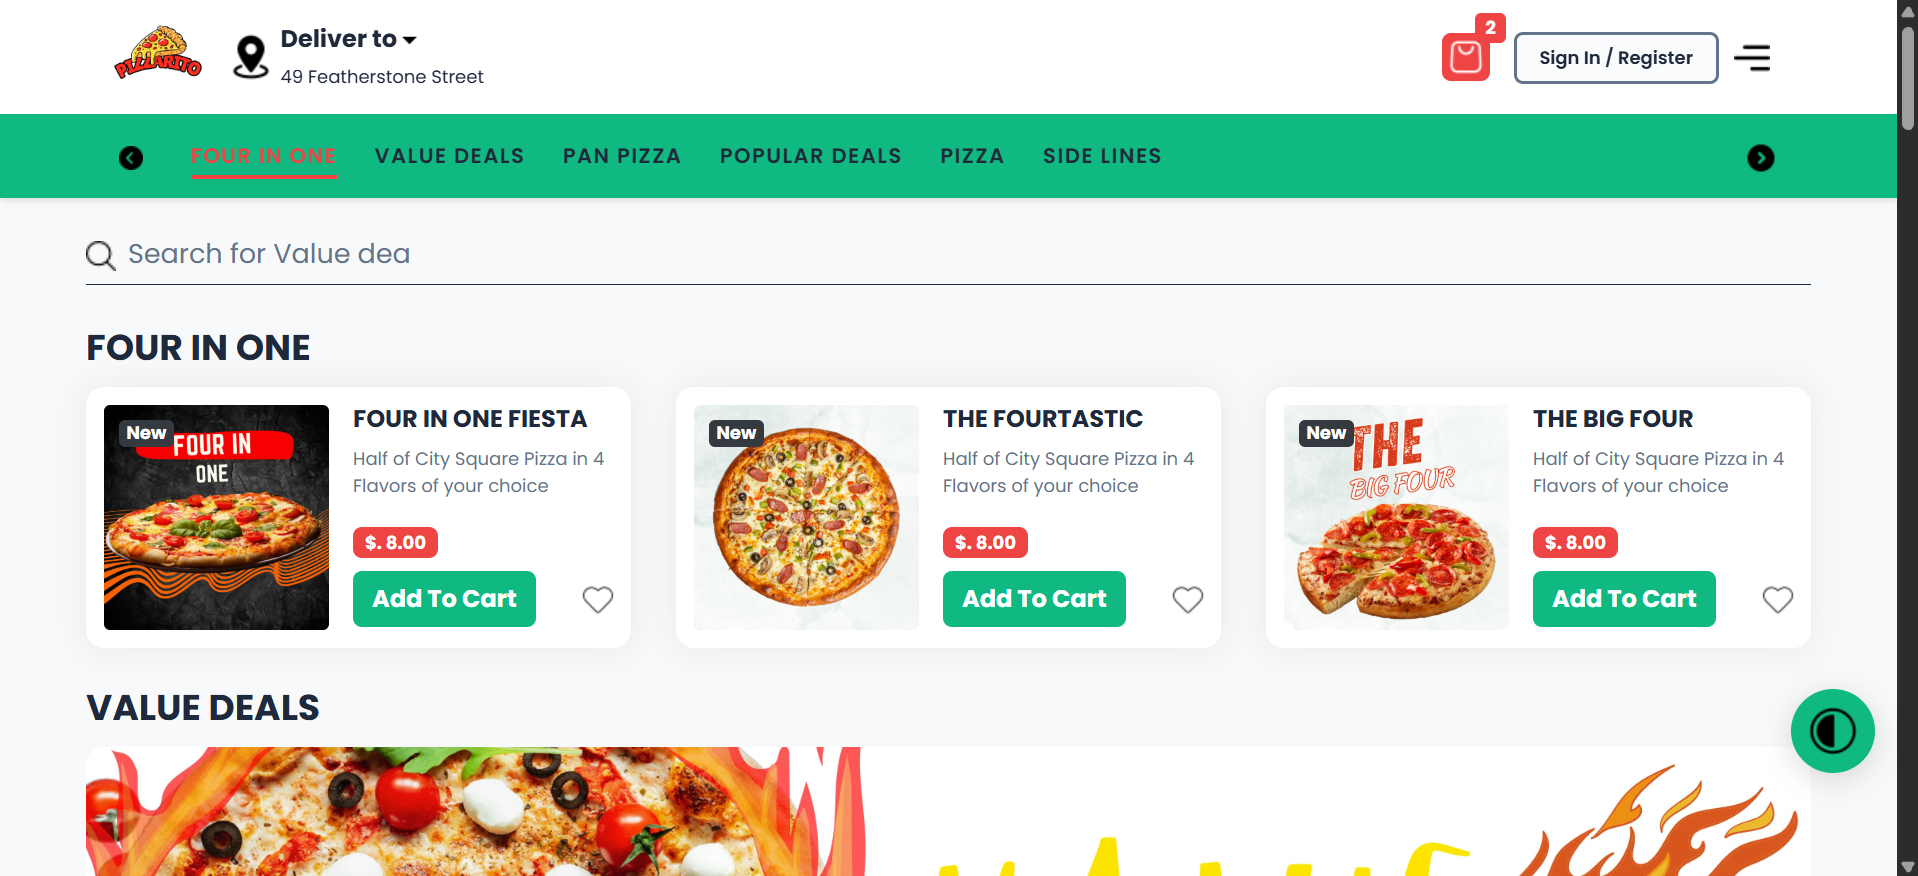 PIZZARITO
Deliver to
49 Featherstone Street
2
Sign In / Register
FOUR IN ONE
VALUE DEALS
PAN PIZZA
POPULAR DEALS
PIZZA
SIDE LINES
Search for Value dea
FOUR IN ONE
New
FOUR IN
ONE
FOUR IN ONE FIESTA
Half of City Square Pizza in 4
Flavors of your choice
$. 8.00
Add To Cart
New
THE FOURTASTIC
Half of City Square Pizza in 4
Flavors of your choice
$. 8.00
Add To Cart
New
THE
BIG FOUR
THE BIG FOUR
Half of City Square Pizza in 4
Flavors of your choice
$. 8.00
Add To Cart
VALUE DEALS